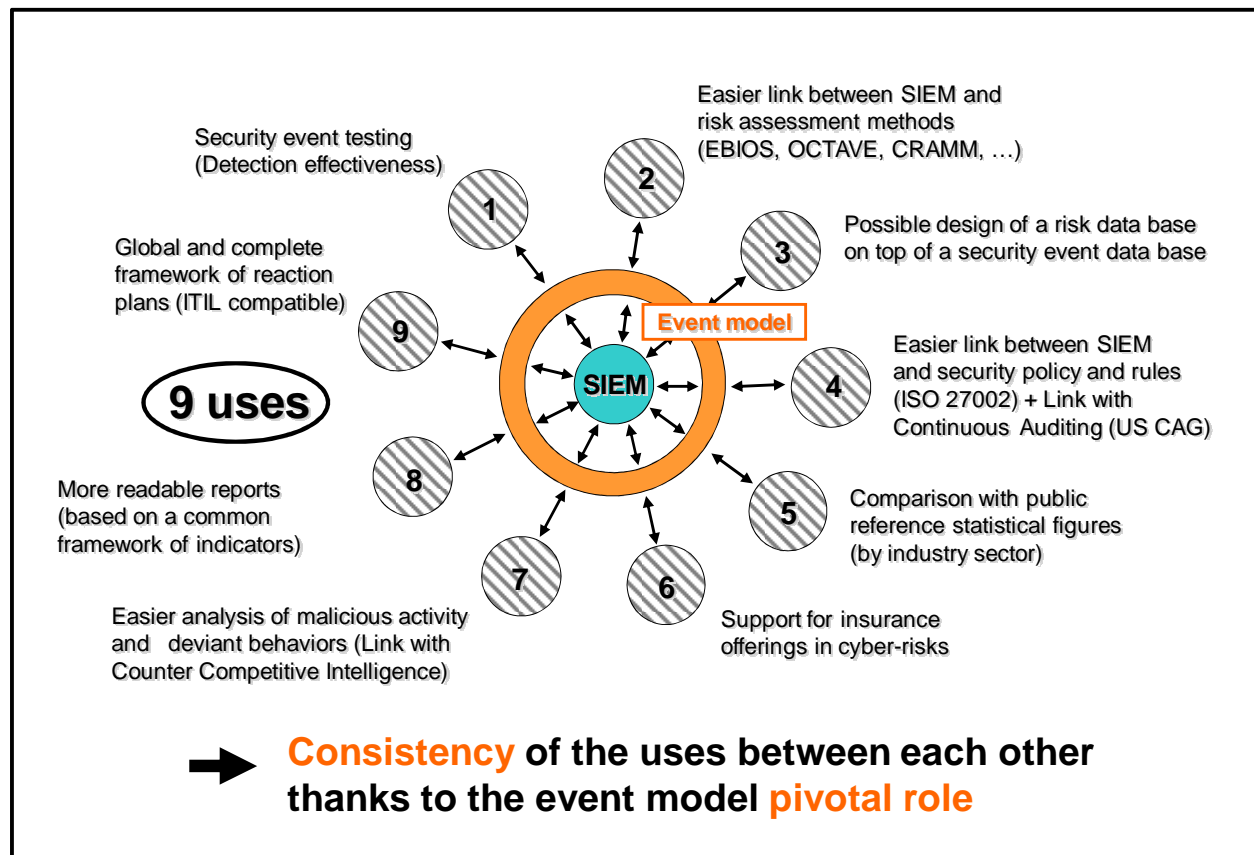 Security event testing
(Detection effectiveness)
1
Easier link between SIEM and
risk assessment methods
(EBIOS, OCTAVE, CRAMM, …)
2
Possible design of a risk data base
on top of a security event data base
3
Easier link between SIEM
and security policy and rules
(ISO 27002) + Link with
Continuous Auditing (US CAG)
4
Comparison with public
reference statistical figures
(by industry sector)
5
Support for insurance
offerings in cyber-risks
6
Easier analysis of malicious activity
and deviant behaviors (Link with
Counter Competitive Intelligence)
7
More readable reports
(based on a common
framework of indicators)
8
Global and complete
framework of reaction
plans (ITIL compatible)
9
Event model
SIEM
9 uses
Consistency of the uses between each other
thanks to the event model pivotal role